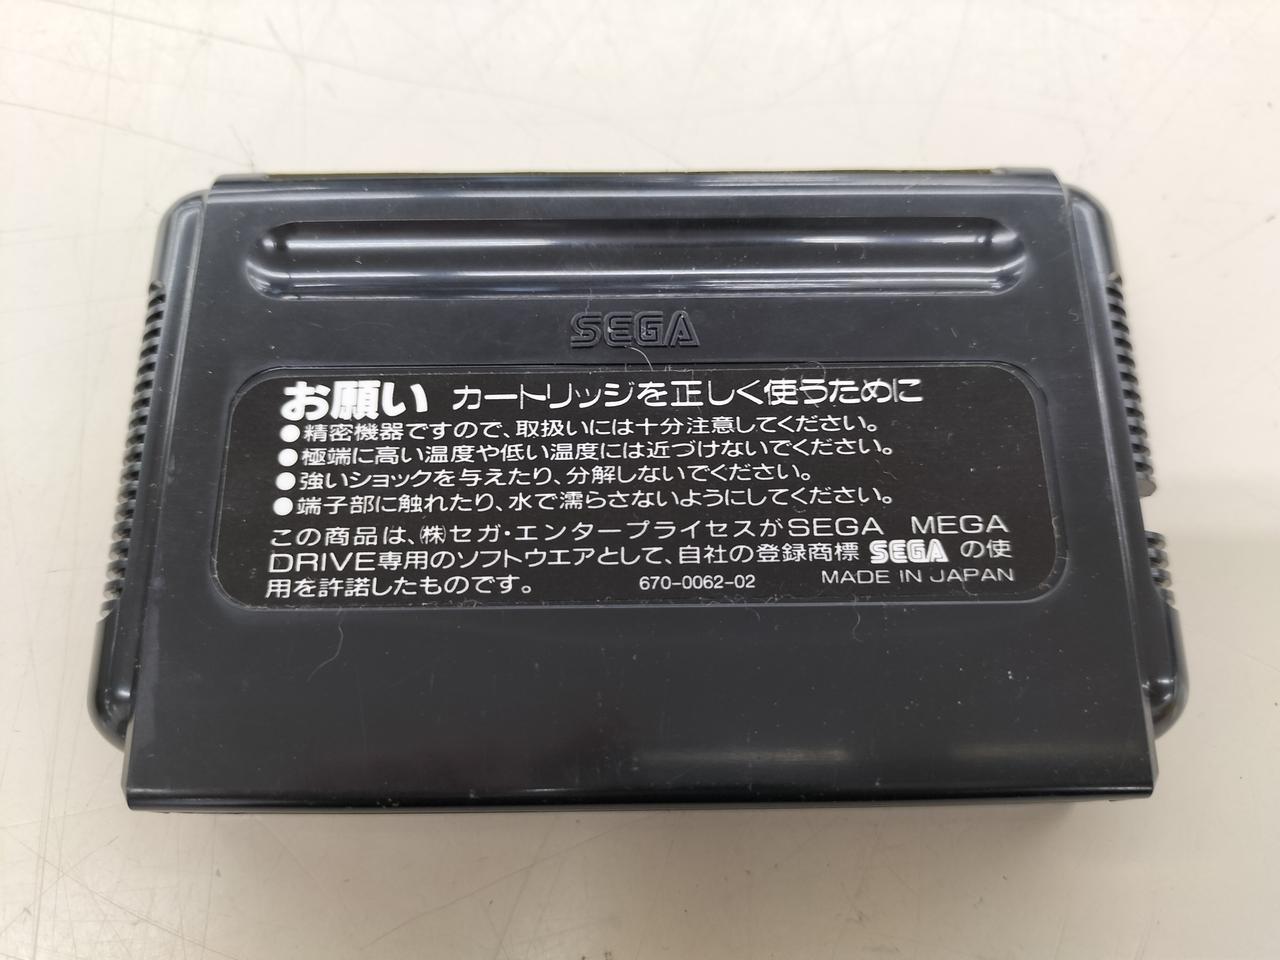 SEGA
お願い カートリッジを正しく使うために
●精密機器ですので、取扱いには十分注意してください。
●極端に高い温度や低い温度には近づけないでください。
●強いショックを与えたり、分解しないでください。
●端子部に触れたり、水で濡らさないようにしてください。
この商品は、㈱セガ・エンタープライセスがSEGA MEGA
DRIVE専用のソフトウエアとして、自社の登録商標 SEGA の使
用を許諾したものです。 670-0062-02 MADE IN JAPAN